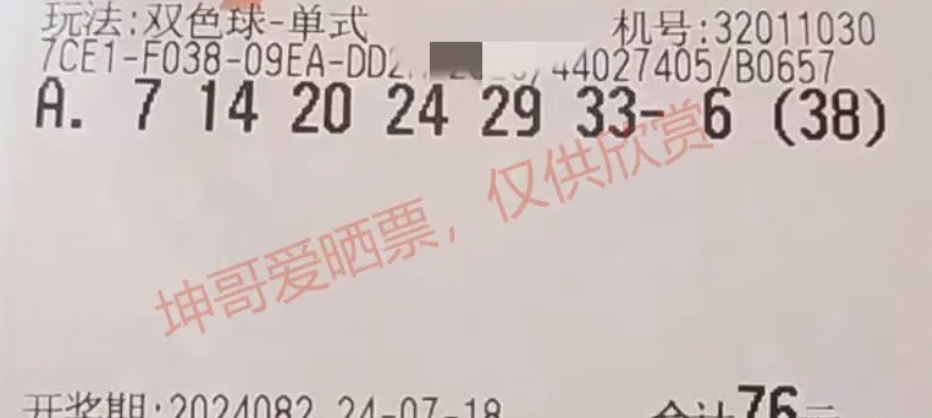 玩法:双色球-单式 机号:32011030
7CE1-F038-09EA-DD 44027405/B0657
A. 7 14 20 24 29 33- 6 (38)
坤哥爱晒票，仅供欣赏
开奖期:2024082 24-07-18 合计76元